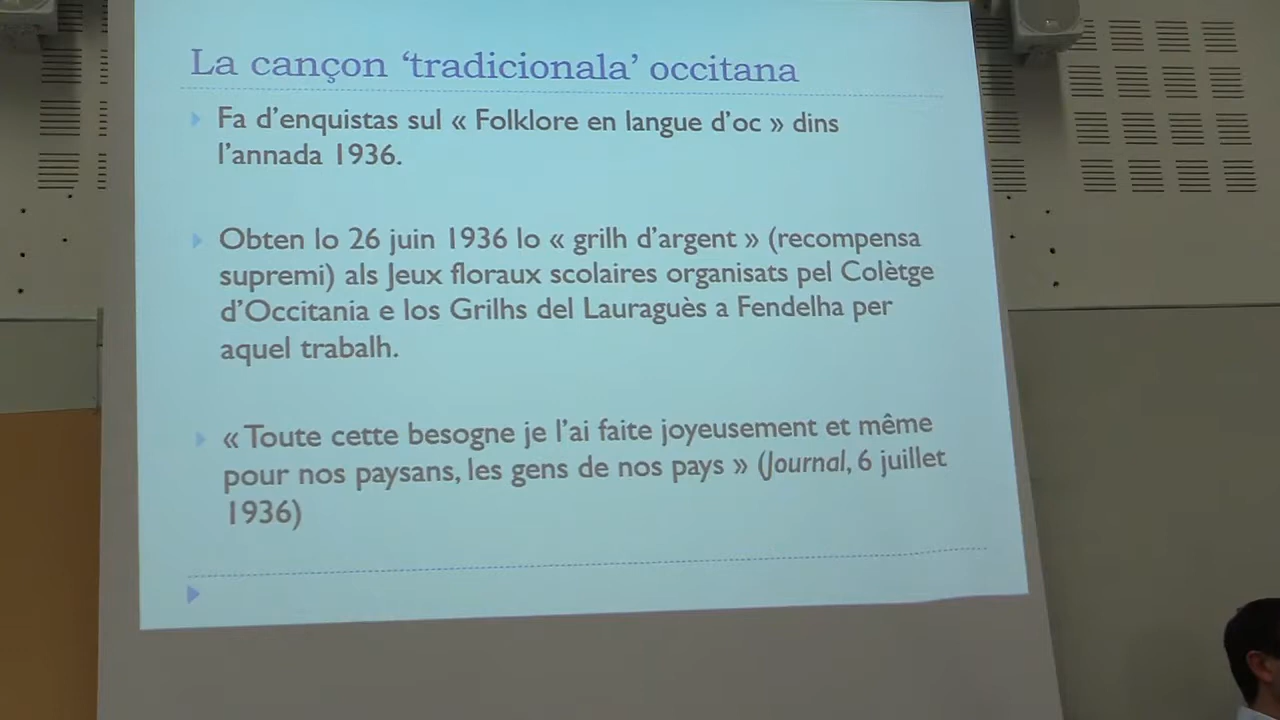 La cançon ‘tradicionala’ occitana
Fa d’enquistas sul « Folklore en langue d’oc » dins
l’annada 1936.
Obten lo 26 juin 1936 lo « grilh d’argent » (recompensa
supremi) als Jeux floraux scolaires organisats pel Colètge
d’Occitania e los Grilhs del Lauraguès a Fendelha per
aquel trabalh.
« Toute cette besogne je l’ai faite joyeusement et même
pour nos paysans, les gens de nos pays » (Journal, 6 juillet
1936)